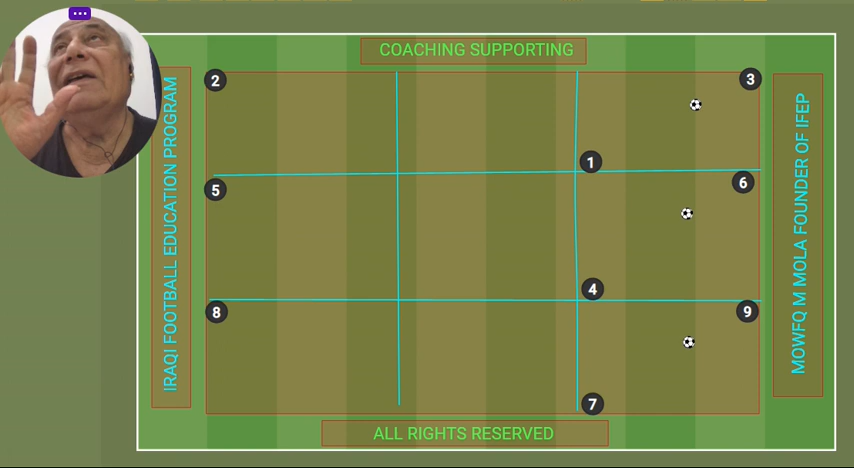 COACHING SUPPORTING
2
3
IRAQI FOOTBALL EDUCATION PROGRAM
MOWFQ M MOLA FOUNDER OF IFEP
1
5
6
4
8
9
7
ALL RIGHTS RESERVED